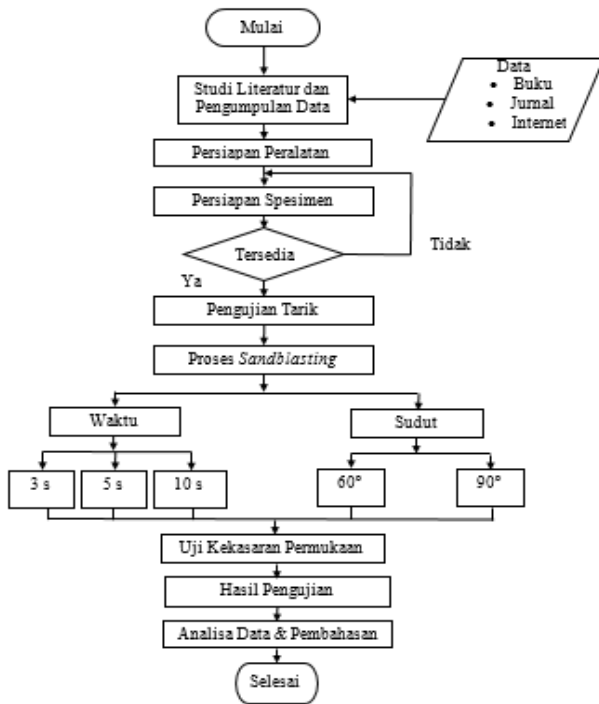 Mulai
Data
• Buku
• Jurnal
• Internet
Studi Literatur dan
Pengumpulan Data
Persiapan Peralatan
Persiapan Spesimen
Tersedia
Tidak
Ya
Pengujian Tarik
Proses Sandblasting
Waktu
Sudut
3 s
5 s
10 s
60°
90°
Uji Kekasaran Permukaan
Hasil Pengujian
Analisa Data & Pembahasan
Selesai